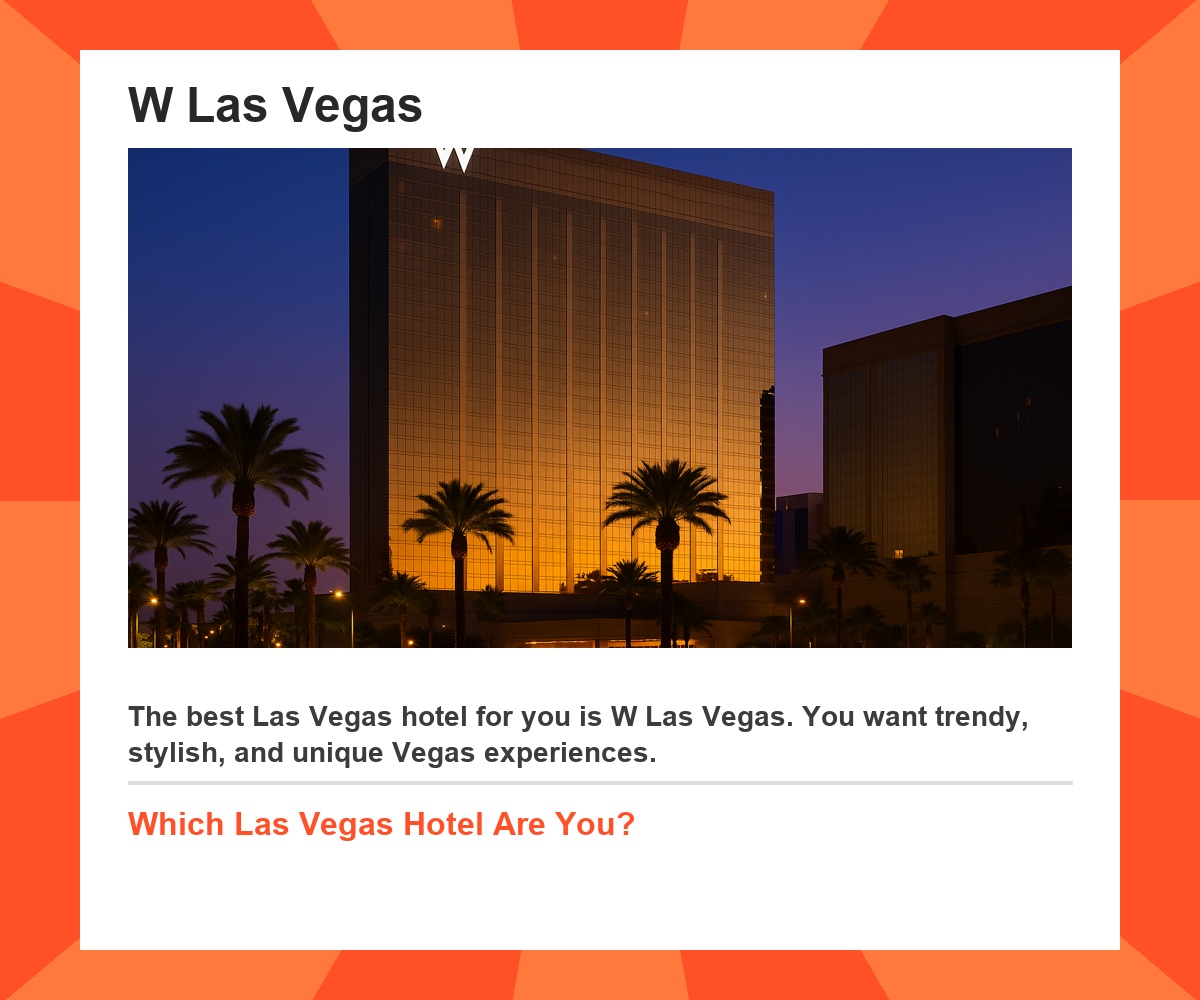 W Las Vegas
W
The best Las Vegas hotel for you is W Las Vegas. You want trendy,
stylish, and unique Vegas experiences.
Which Las Vegas Hotel Are You?